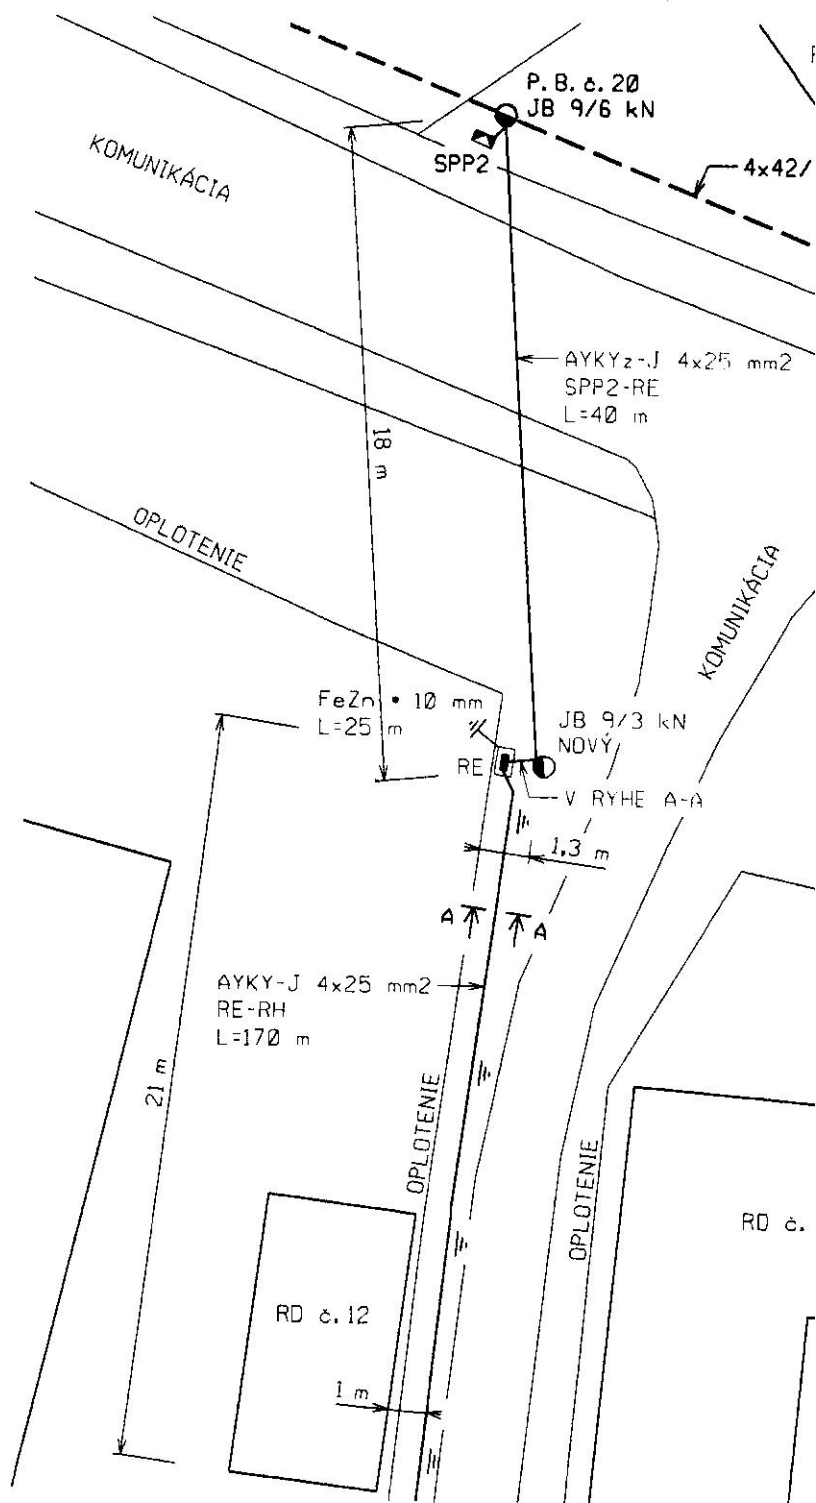 P.B.č.20
JB 9/6 kN
SPP2
KOMUNIKÁCIA
4x42/
AYKYz-J 4x25 mm2
SPP2-RE
L=40 m
18 m
OPLOTENIE
KOMUNIKÁCIA
FeZn • 10 mm
L=25 m
JB 9/3 kN
NOVÝ
RE
V RYHE A-A
1,3 m
A
A
AYKY-J 4x25 mm2
RE-RH
L=170 m
21 m
OPLOTENIE
OPLOTENIE
RD č.
RD č.12
1 m